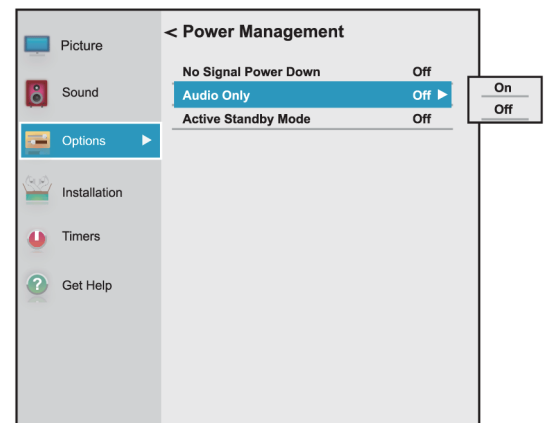 < Power Management
Picture
No Signal Power Down Off
Sound
Audio Only Off
On
Off
Active Standby Mode Off
Options
Installation
Timers
? Get Help